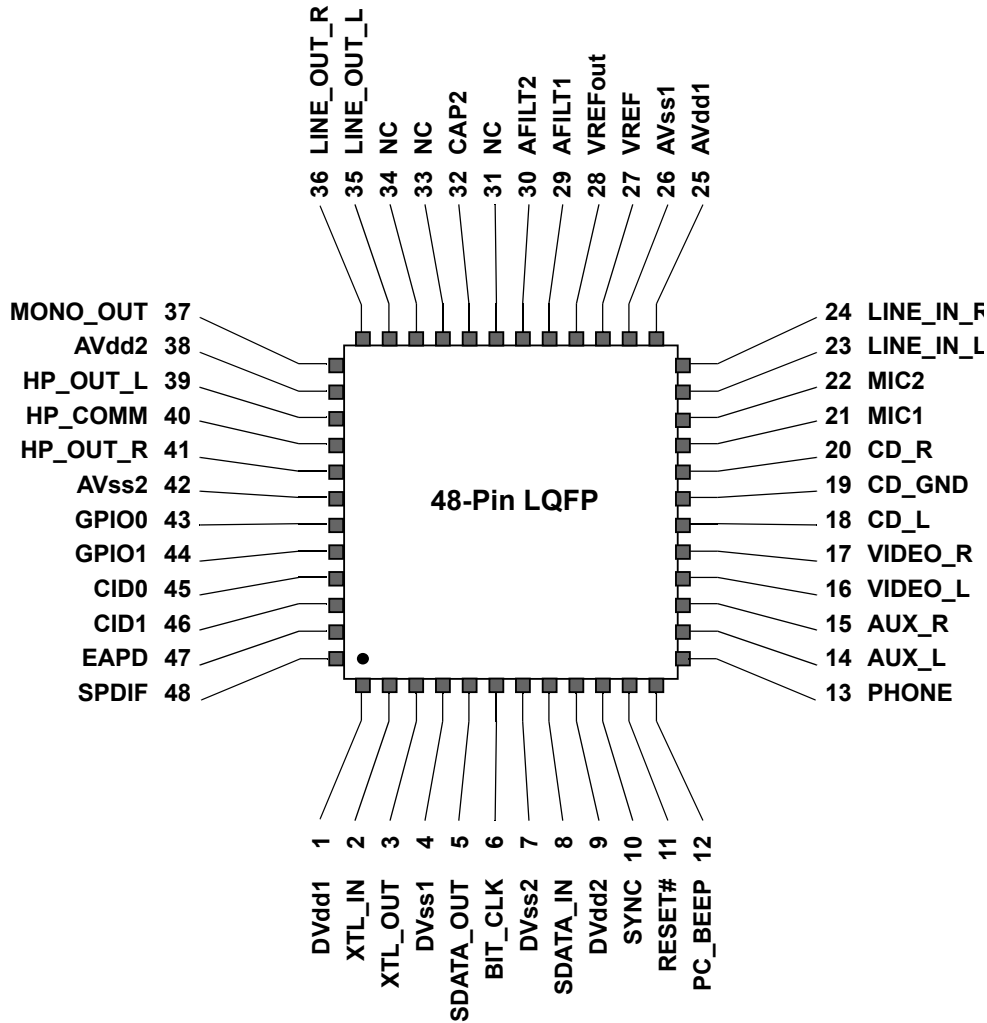 36 LINE_OUT_R
35 LINE_OUT_L
34 NC
33 NC
32 CAP2
31 NC
30 AFILT2
29 AFILT1
28 VREFout
27 VREF
26 AVss1
25 AVdd1
MONO_OUT 37
AVdd2 38
HP_OUT_L 39
HP_COMM 40
HP_OUT_R 41
AVss2 42
GPIO0 43
GPIO1 44
CID0 45
CID1 46
EAPD 47
SPDIF 48
48-Pin LQFP
24 LINE_IN_R
23 LINE_IN_L
22 MIC2
21 MIC1
20 CD_R
19 CD_GND
18 CD_L
17 VIDEO_R
16 VIDEO_L
15 AUX_R
14 AUX_L
13 PHONE
DVdd1 1
XTL_IN 2
XTL_OUT 3
DVss1 4
SDATA_OUT 5
BIT_CLK 6
DVss2 7
SDATA_IN 8
DVdd2 9
SYNC 10
RESET# 11
PC_BEEP 12